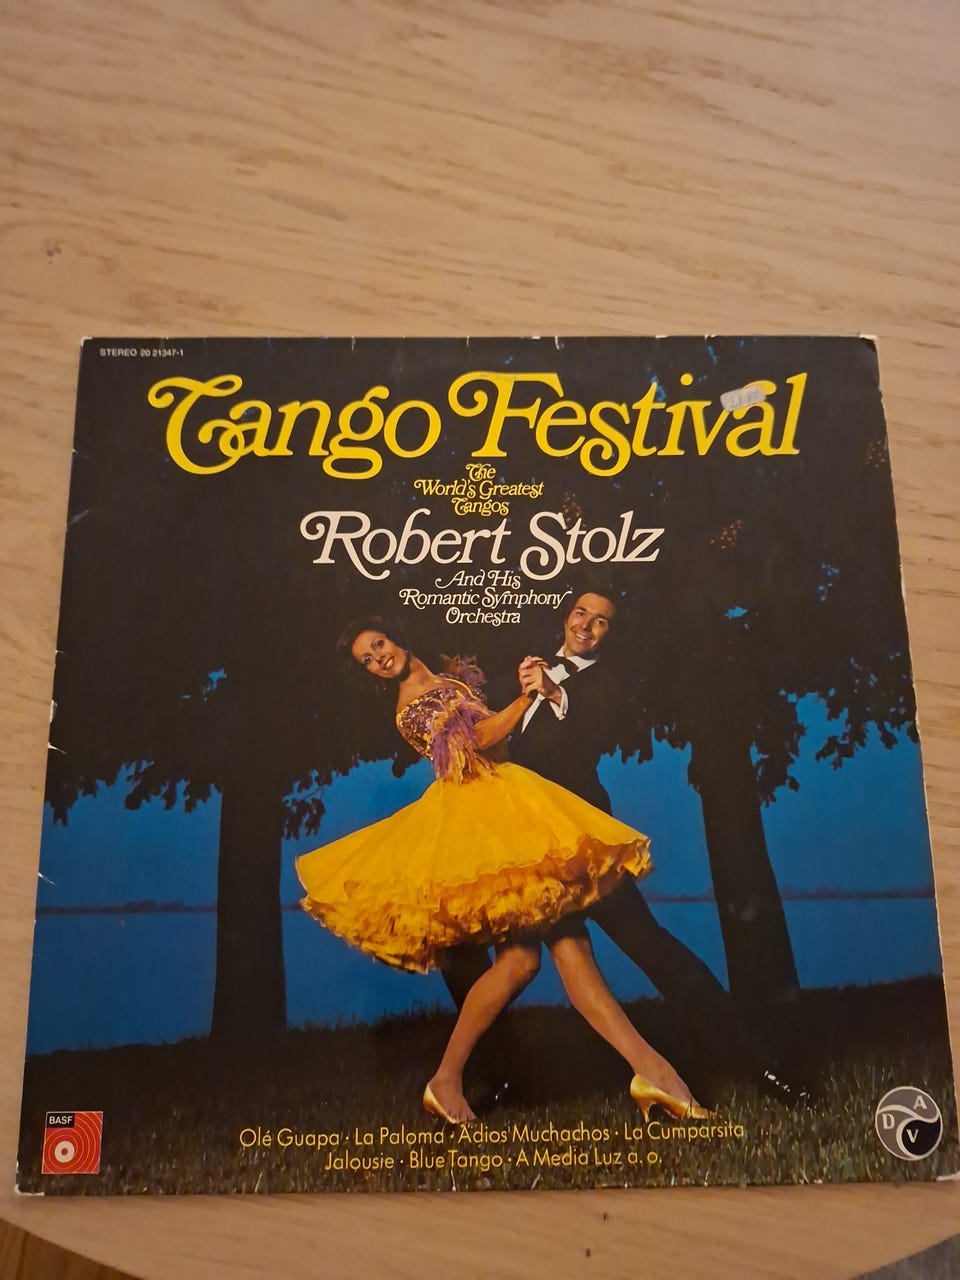 STEREO 20 21347-1
Tango Festival
The
World's Greatest
Tangos
Robert Stolz
And His
Romantic Symphony
Orchestra
BASF
Olé Guapa · La Paloma · Adios Muchachos · La Cumparsita
Jalousie · Blue Tango · A Media Luz a. o.
A
D
V